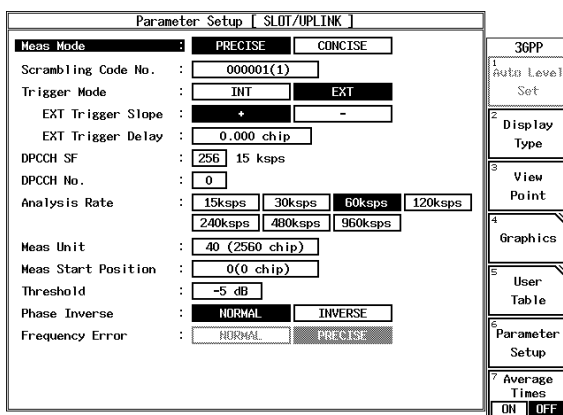 Parameter Setup [ SLOT/UPLINK ]
Meas Mode : PRECISE CONCISE
Scrambling Code No. : 000001(1)
Trigger Mode : INT EXT
EXT Trigger Slope : + -
EXT Trigger Delay : 0.000 chip
DPCCH SF : 256 15 ksps
DPCCH No. : 0
Analysis Rate : 15ksps 30ksps 60ksps 120ksps
240ksps 480ksps 960ksps
Meas Unit : 40 (2560 chip)
Meas Start Position : 0(0 chip)
Threshold : -5 dB
Phase Inverse : NORMAL INVERSE
Frequency Error : NORMAL PRECISE
3GPP
1
Auto Level
Set
2
Display
Type
3
View
Point
4
Graphics
5
User
Table
6
Parameter
Setup
7
Average
Times
ON OFF